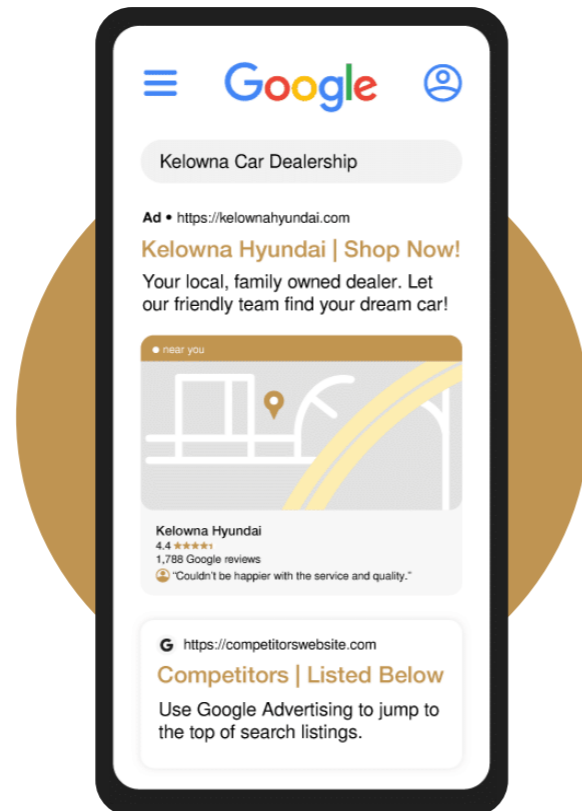 Google
Kelowna Car Dealership
Ad • https://kelownahyundai.com
Kelowna Hyundai | Shop Now!
Your local, family owned dealer. Let
our friendly team find your dream car!
near you
Kelowna Hyundai
4.4
1,788 Google reviews
"Couldn't be happier with the service and quality."
G https://competitorswebsite.com
Competitors | Listed Below
Use Google Advertising to jump to
the top of search listings.